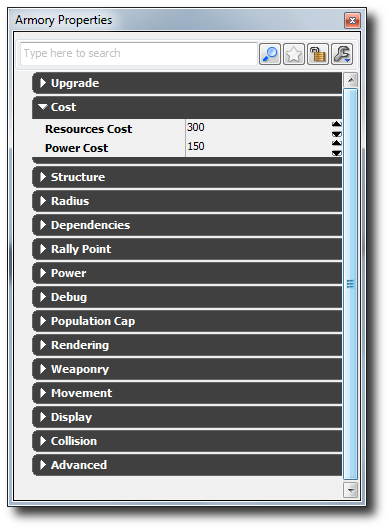 Armory Properties
Type here to search
Upgrade
Cost
Resources Cost 300
Power Cost 150
Structure
Radius
Dependencies
Rally Point
Power
Debug
Population Cap
Rendering
Weaponry
Movement
Display
Collision
Advanced